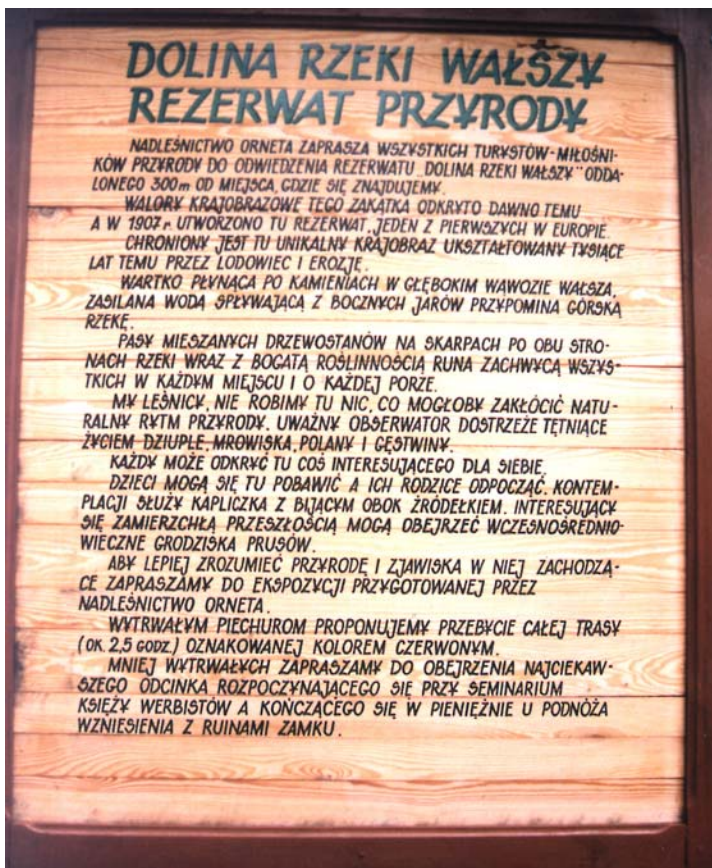 DOLINA RZEKI WAŁSZY
REZERWAT PRZYRODY
NADLEŚNICTWO ORNETA ZAPRASZA WSZYSTKICH TURYSTÓW-MIŁOŚNI-
KÓW PRZYRODY DO ODWIEDZENIA REZERWATU „DOLINA RZEKI WAŁSZY" ODDA-
LONEGO 300m OD MIEJSCA, GDZIE SIĘ ZNAJDUJEMY.
WALORY KRAJOBRAZOWE TEGO ZAKĄTKA ODKRYTO DAWNO TEMU
A W 1907 r. UTWORZONO TU REZERWAT, JEDEN Z PIERWSZYCH W EUROPIE.
CHRONIONY JEST TU UNIKALNY KRAJOBRAZ UKSZTAŁTOWANY TYSIĄCE
LAT TEMU PRZEZ LODOWIEC I EROZJĘ.
WARTKO PŁYNĄCA PO KAMIENIACH W GŁĘBOKIM WĄWOZIE WAŁSZA,
ZASILANA WODĄ SPŁYWAJĄCĄ Z BOCZNYCH JARÓW PRZYPOMINA GÓRSKĄ
RZEKĘ.
PASY MIESZANYCH DRZEWOSTANÓW NA SKARPACH PO OBU STRO-
NACH RZEKI WRAZ Z BOGATĄ ROŚLINNOŚCIĄ RUNA ZACHWYCĄ WSZYS-
TKICH W KAŻDYM MIEJSCU I O KAŻDEJ PORZE.
MY LEŚNICY, NIE ROBIMY TU NIC, CO MOGŁOBY ZAKŁÓCIĆ NATU-
RALNY RYTM PRZYRODY. UWAŻNY OBSERWATOR DOSTRZEŻE TĘTNIĄCE
ŻYCIEM DZIUPLE, MROWISKA, POLANY I GĘSTWINY.
KAŻDY MOŻE ODKRYĆ TU COŚ INTERESUJĄCEGO DLA SIEBIE.
DZIECI MOGĄ SIĘ TU POBAWIĆ A ICH RODZICE ODPOCZĄĆ. KONTEM-
PLACJI SŁUŻY KAPLICZKA Z BIJĄCYM OBOK ŹRÓDEŁKIEM. INTERESUJĄCY
SIĘ ZAMIERZCHŁĄ PRZESZŁOŚCIĄ MOGĄ OBEJRZEĆ WCZESNOŚREDNIO-
WIECZNE GRODZISKA PRUSÓW.
ABY LEPIEJ ZROZUMIEĆ PRZYRODĘ I ZJAWISKA W NIEJ ZACHODZĄ-
CE ZAPRASZAMY DO EKSPOZYCJI PRZYGOTOWANEJ PRZEZ
NADLEŚNICTWO ORNETA.
WYTRWAŁYM PIECHUROM PROPONUJEMY PRZEBYCIE CAŁEJ TRASY
(OK. 2,5 GODZ.) OZNAKOWANEJ KOLOREM CZERWONYM.
MNIEJ WYTRWAŁYCH ZAPRASZAMY DO OBEJRZENIA NAJCIEKAW-
SZEGO ODCINKA ROZPOCZYNAJĄCEGO SIĘ PRZY SEMINARIUM
KSIĘŻY WERBISTÓW A KOŃCZĄCEGO SIĘ W PIENIĘŻNIE U PODNÓŻA
WZNIESIENIA Z RUINAMI ZAMKU.